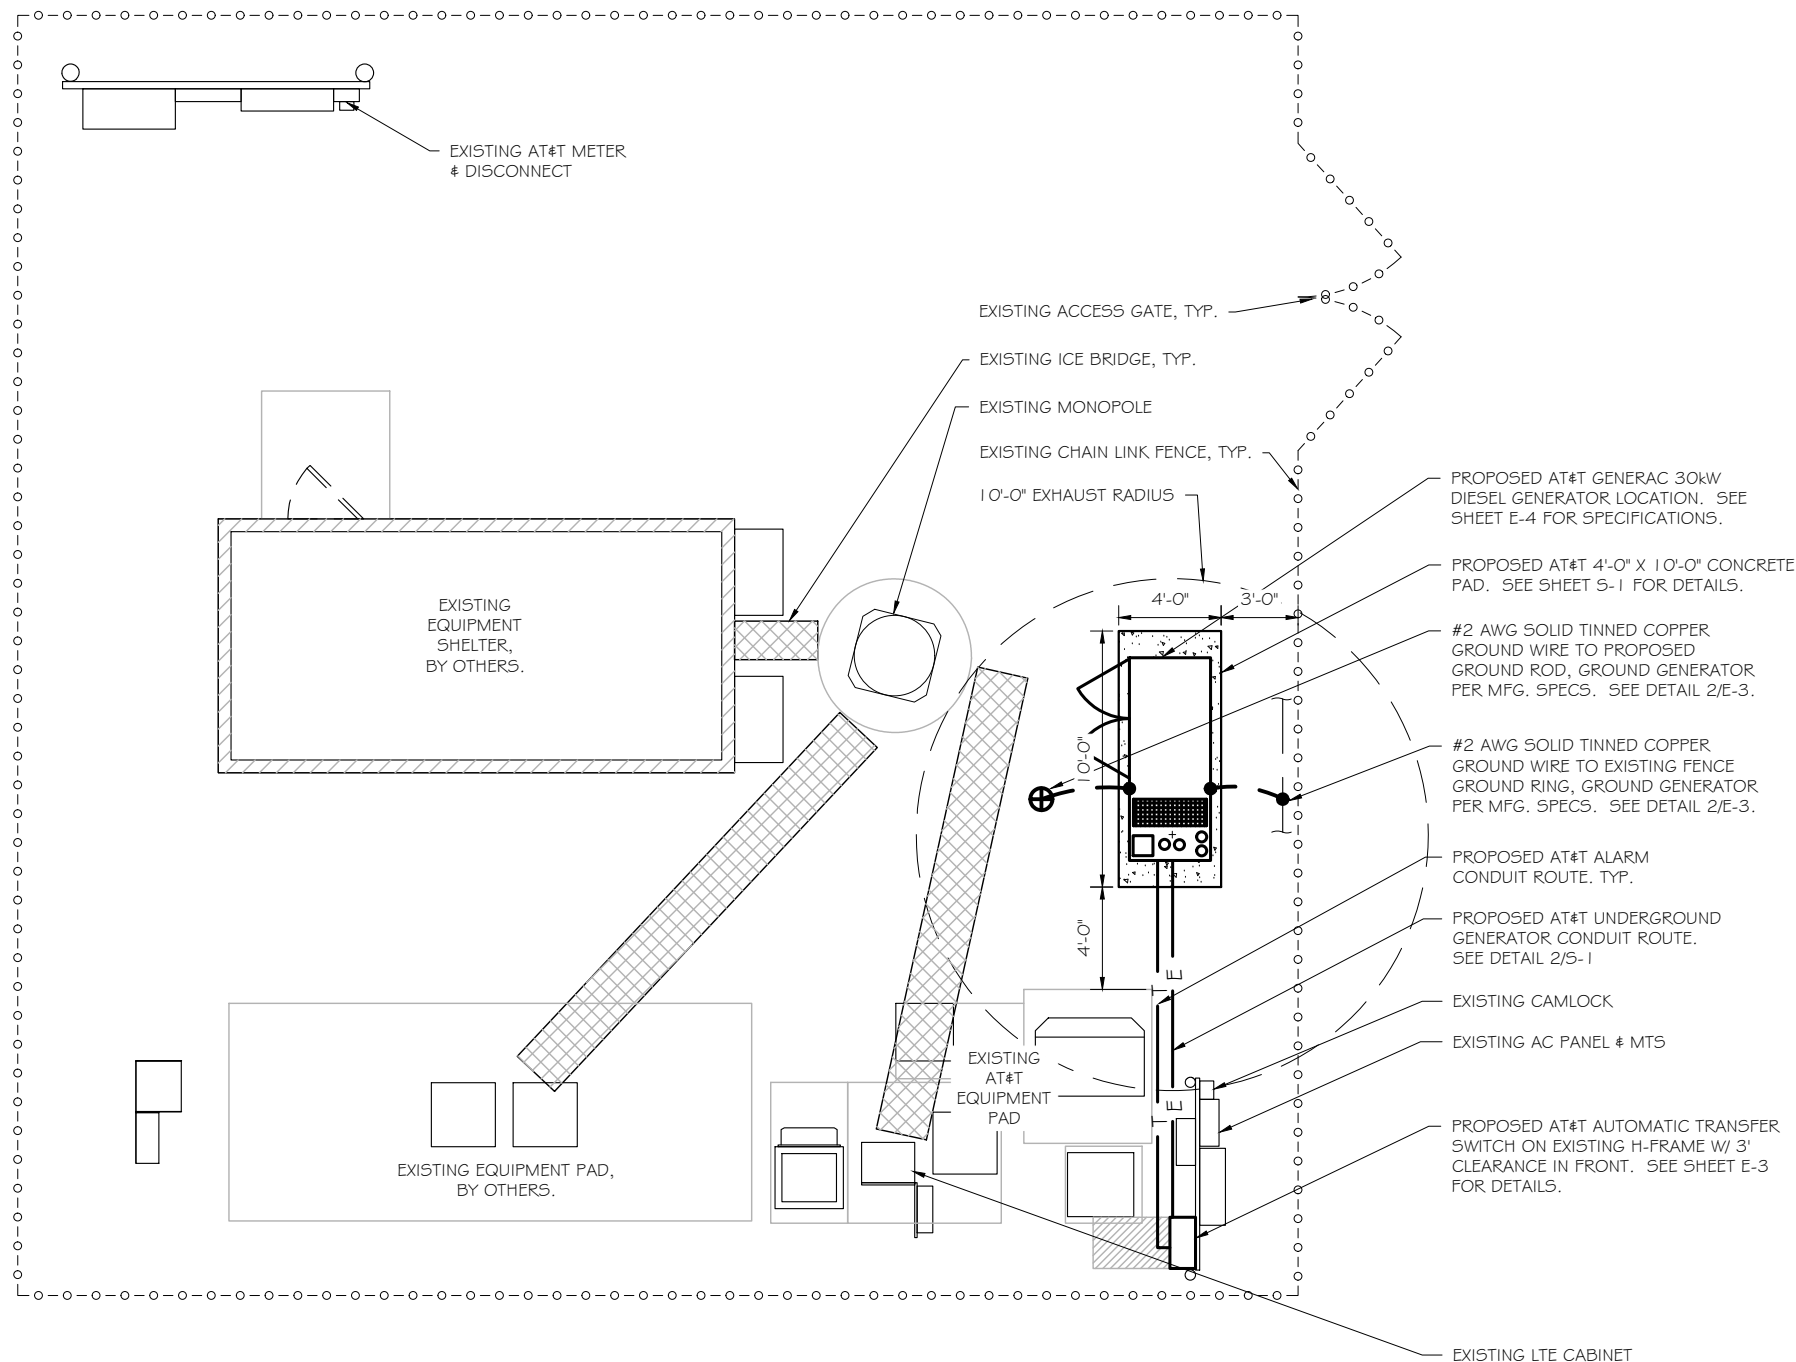 EXISTING AT&T METER
& DISCONNECT
EXISTING ACCESS GATE, TYP.
EXISTING ICE BRIDGE, TYP.
EXISTING MONOPOLE
EXISTING CHAIN LINK FENCE, TYP.
10'-0" EXHAUST RADIUS
PROPOSED AT&T GENERAC 30kW
DIESEL GENERATOR LOCATION. SEE
SHEET E-4 FOR SPECIFICATIONS.
PROPOSED AT&T 4'-0" X 10'-0" CONCRETE
PAD. SEE SHEET S-1 FOR DETAILS.
4'-0"
3'-0"
EXISTING
EQUIPMENT
SHELTER,
BY OTHERS.
#2 AWG SOLID TINNED COPPER
GROUND WIRE TO PROPOSED
GROUND ROD, GROUND GENERATOR
PER MFG. SPECS. SEE DETAIL 2/E-3.
10'-0"
#2 AWG SOLID TINNED COPPER
GROUND WIRE TO EXISTING FENCE
GROUND RING, GROUND GENERATOR
PER MFG. SPECS. SEE DETAIL 2/E-3.
PROPOSED AT&T ALARM
CONDUIT ROUTE. TYP.
4'-0"
PROPOSED AT&T UNDERGROUND
GENERATOR CONDUIT ROUTE.
SEE DETAIL 2/S-1
E
EXISTING CAMLOCK
EXISTING AC PANEL & MTS
EXISTING
AT&T
EQUIPMENT
PAD
E
PROPOSED AT&T AUTOMATIC TRANSFER
SWITCH ON EXISTING H-FRAME W/ 3'
CLEARANCE IN FRONT. SEE SHEET E-3
FOR DETAILS.
EXISTING EQUIPMENT PAD,
BY OTHERS.
EXISTING LTE CABINET